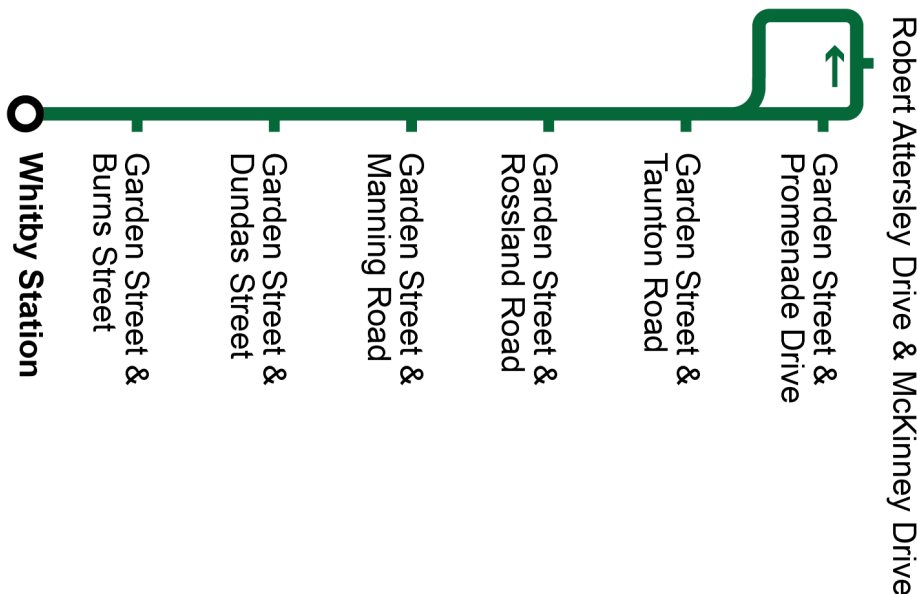 Robert Attersley Drive & McKinney Drive
Garden Street &
Promenade Drive
Garden Street &
Taunton Road
Garden Street &
Rossland Road
Garden Street &
Manning Road
Garden Street &
Dundas Street
Garden Street &
Burns Street
Whitby Station